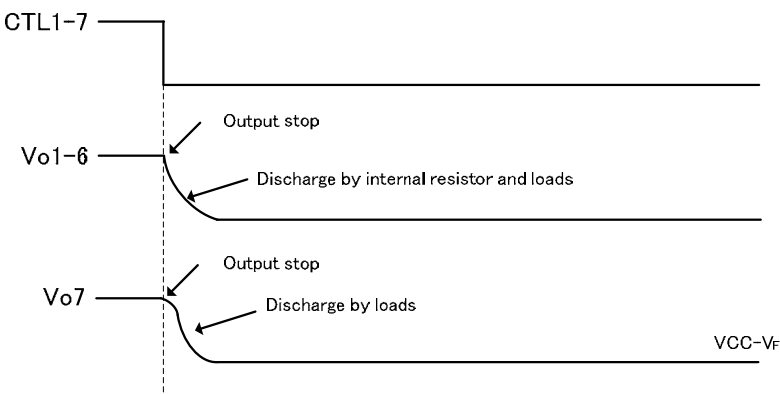 CTL1-7
Output stop
Vo1-6
Discharge by internal resistor and loads
Output stop
Vo7
Discharge by loads
VCC-VF